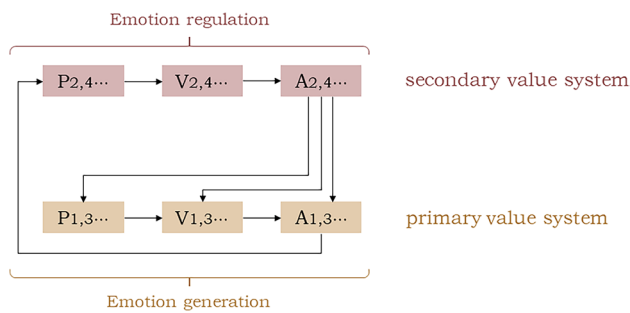 Emotion regulation
P2,4··· V2,4··· A2,4··· secondary value system
P1,3··· V1,3··· A1,3··· primary value system
Emotion generation